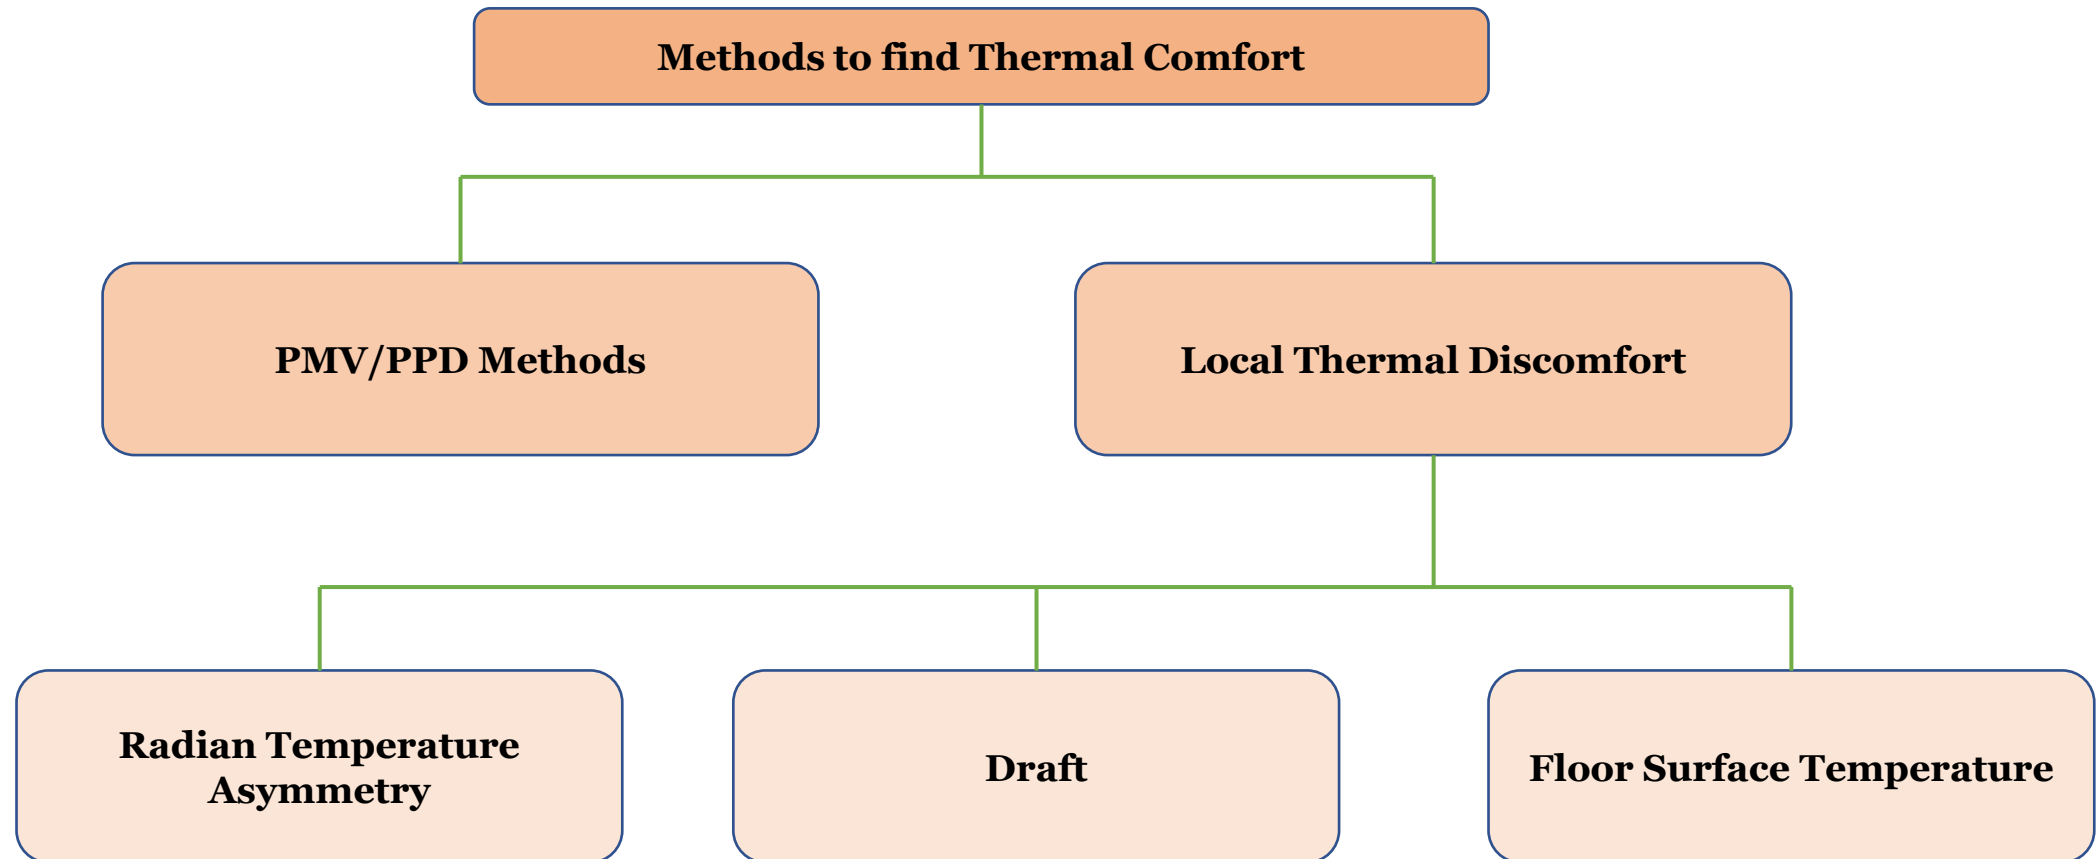 Methods to find Thermal Comfort
PMV/PPD Methods
Local Thermal Discomfort
Radian Temperature
Asymmetry
Draft
Floor Surface Temperature